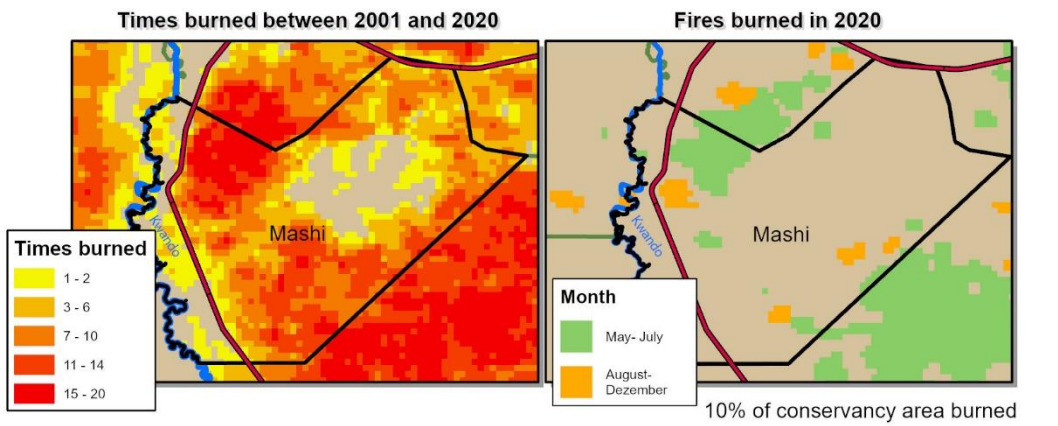 Times burned between 2001 and 2020
Fires burned in 2020
Kwando
Mashi
Times burned
1 - 2
3 - 6
7 - 10
11 - 14
15 - 20
Kwando
Mashi
Month
May- July
August-
Dezember
10% of conservancy area burned